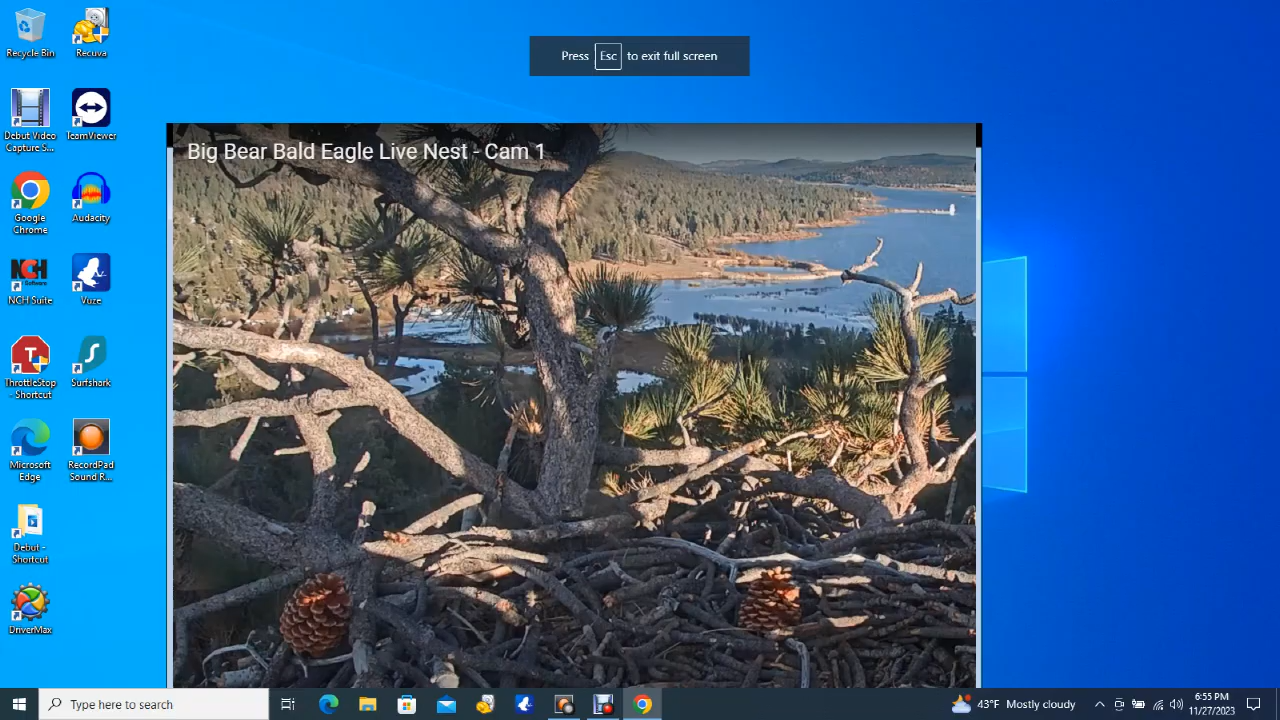 Recycle Bin
Recuva
Debut Video
Capture S...
TeamViewer
Google
Chrome
Audacity
NCH
Software
NCH Suite
Vuze
T
ThrottleStop
- Shortcut
Surfshark
Microsoft
Edge
RecordPad
Sound R...
Debut -
Shortcut
DriverMax
Press Esc to exit full screen
Big Bear Bald Eagle Live Nest - Cam 1
Type here to search
43°F Mostly cloudy
6:55 PM
11/27/2023